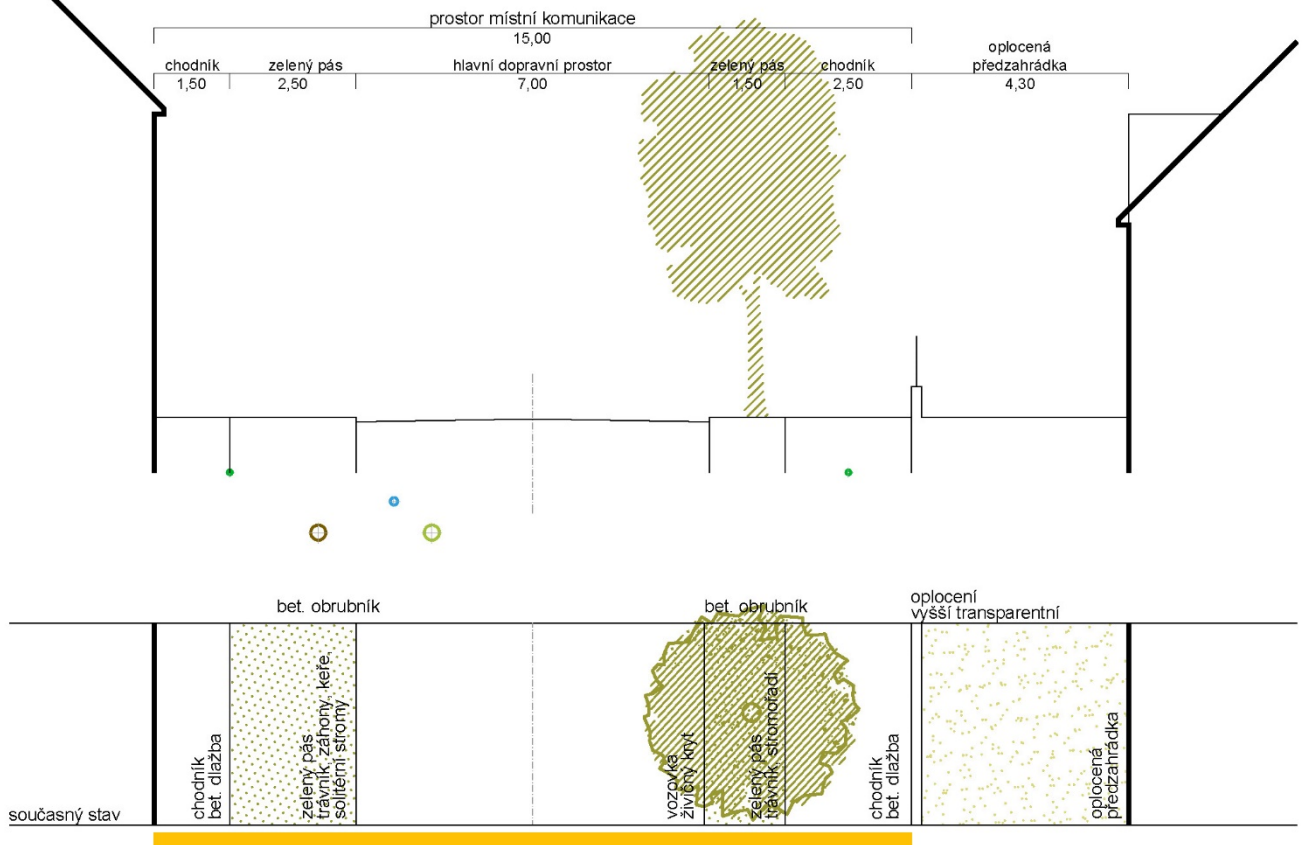 prostor místní komunikace
15,00
chodník
1,50
zelený pás
2,50
hlavní dopravní prostor
7,00
zelený pás
1,50
chodník
2,50
oplocená
předzahrádka
4,30
bet. obrubník
bet. obrubník
oplocení
vyšší transparentní
chodník
bet. dlažba
zelený pás
trávník, záhony, keře,
solitérní stromy
vozovka
živičný kryt
zelený pás
trávník, stromořadí
chodník
bet. dlažba
oplocená
předzahrádka
současný stav